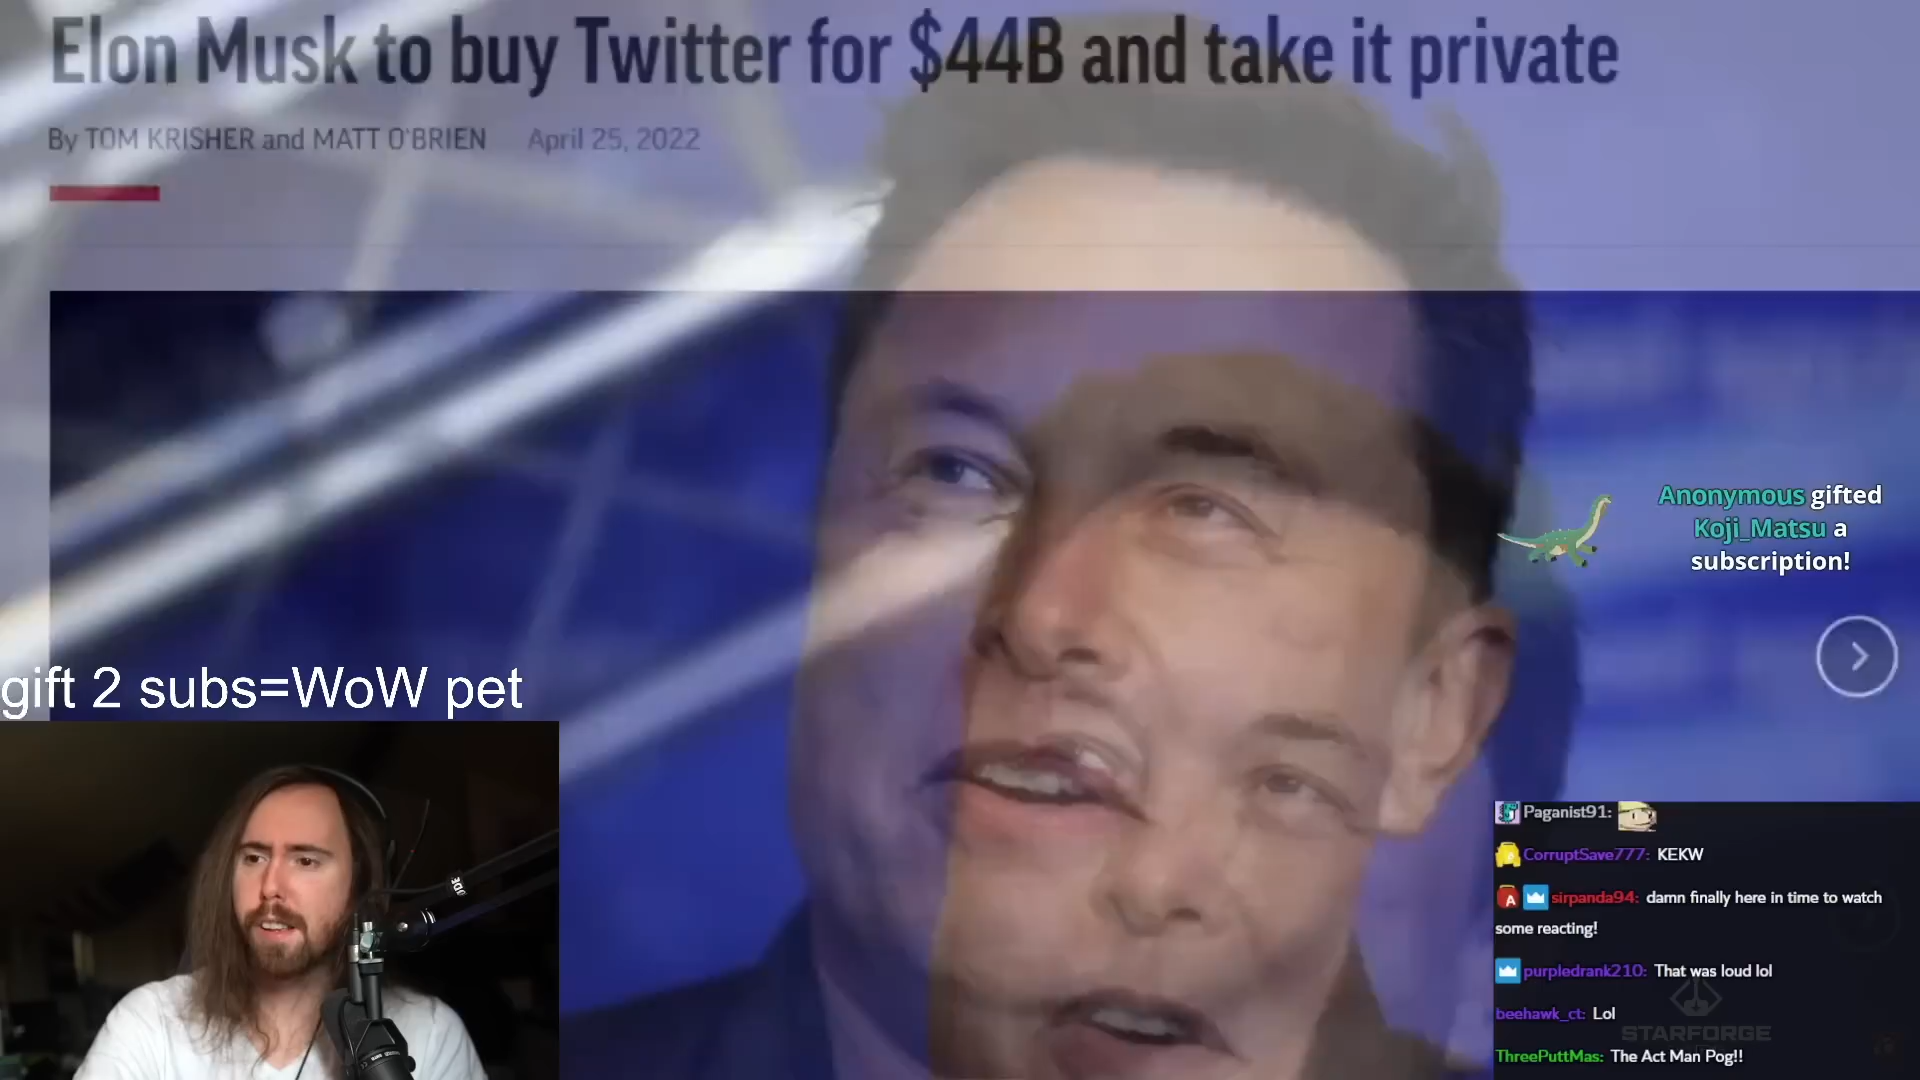 Elon Musk to buy Twitter for $44B and take it private
By TOM KRISHER and MATT O'BRIEN April 25, 2022
Anonymous gifted
Koji_Matsu a
subscription!
gift 2 subs=WoW pet
Paganist91:
CorruptSave777: KEKW
A sirpanda94: damn finally here in time to watch
some reacting!
purpledrank210: That was loud lol
beehawk_ct: Lol
STARFORGE
ThreePuttMas: The Act Man Pog!!